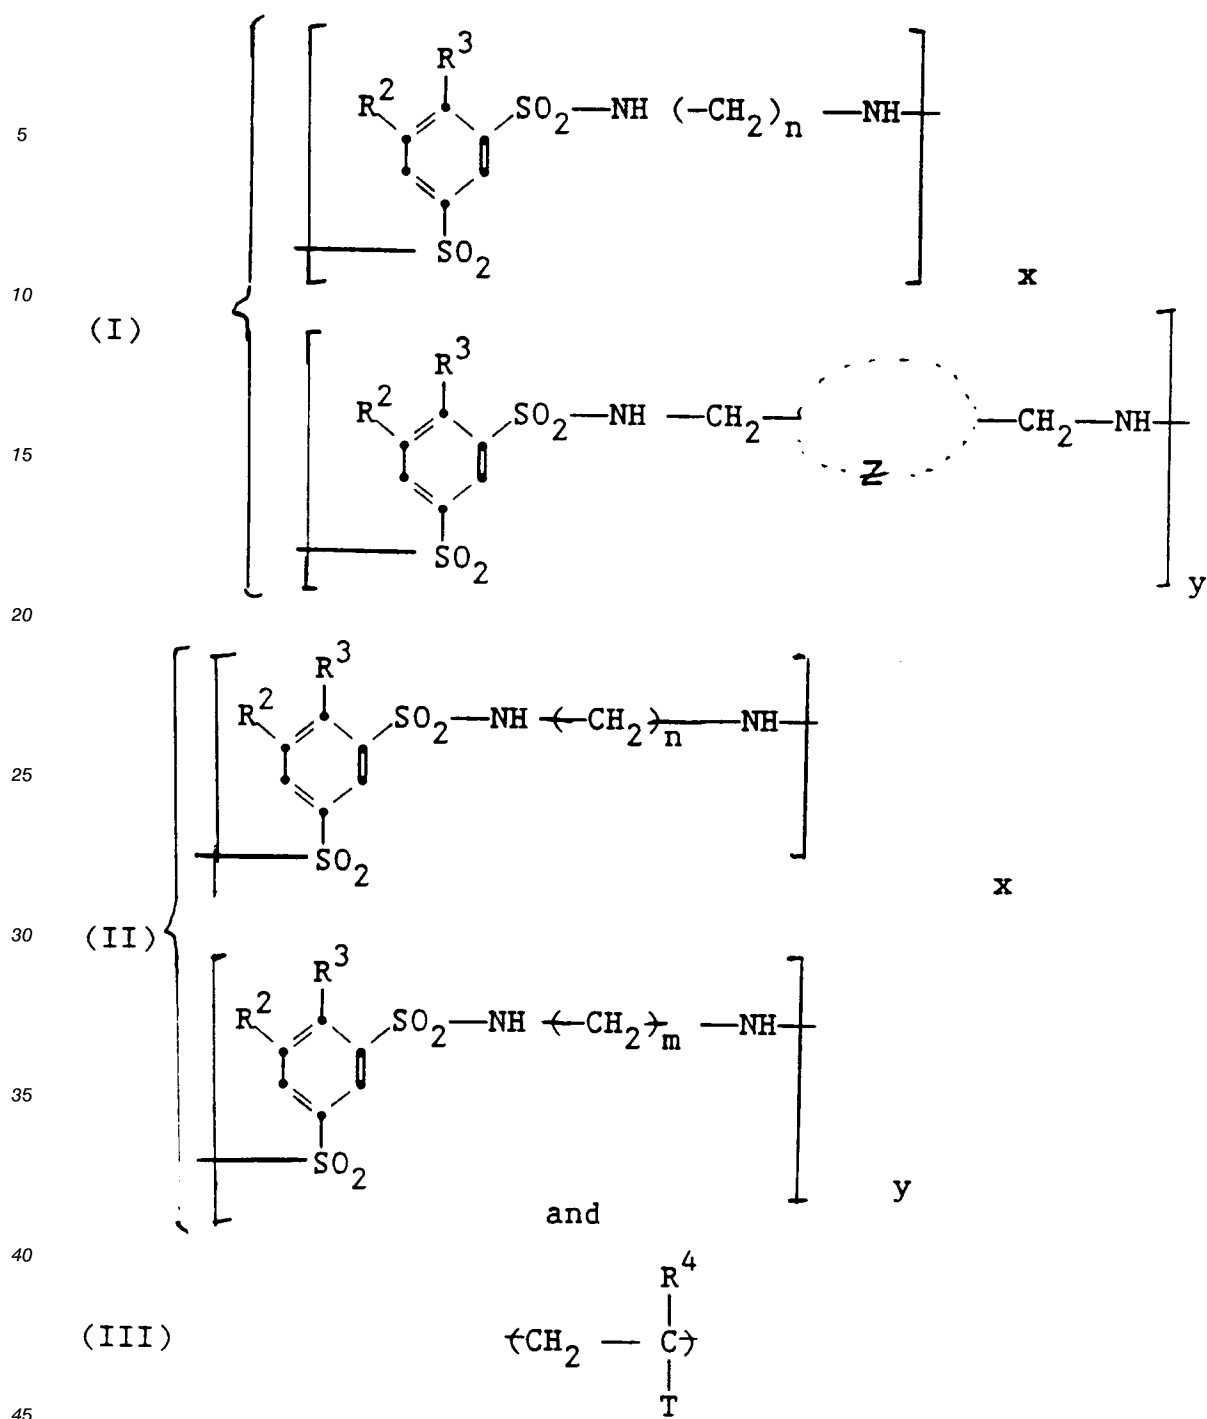 R³
R²
SO₂—NH (—CH₂)ₙ —NH
5
SO₂
x
10
(I)
R³
R²
SO₂—NH —CH₂— —CH₂—NH
15
Z
SO₂
y
20
R³
R²
SO₂—NH (CH₂)ₙ —NH
25
SO₂
x
30
(II)
R³
R²
SO₂—NH (CH₂)ₘ —NH
35
SO₂
y
and
40
R⁴
(III) (CH₂ — C)
T
45